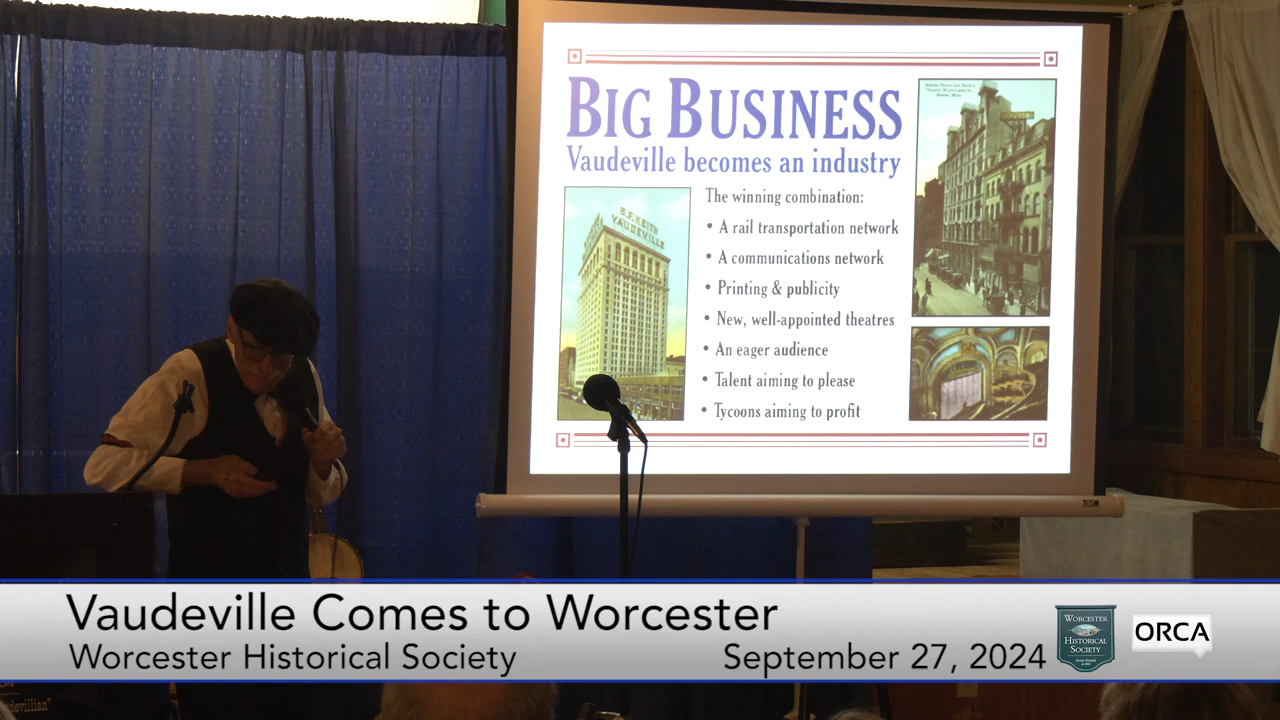 BIG BUSINESS
Vaudeville becomes an industry
The winning combination:
• A rail transportation network
• A communications network
• Printing & publicity
• New, well-appointed theatres
• An eager audience
• Talent aiming to please
• Tycoons aiming to profit
B.F. KEITH
VAUDEVILLE
Vaudeville Comes to Worcester
Worcester Historical Society
September 27, 2024
WORCESTER
HISTORICAL
SOCIETY
ORCA